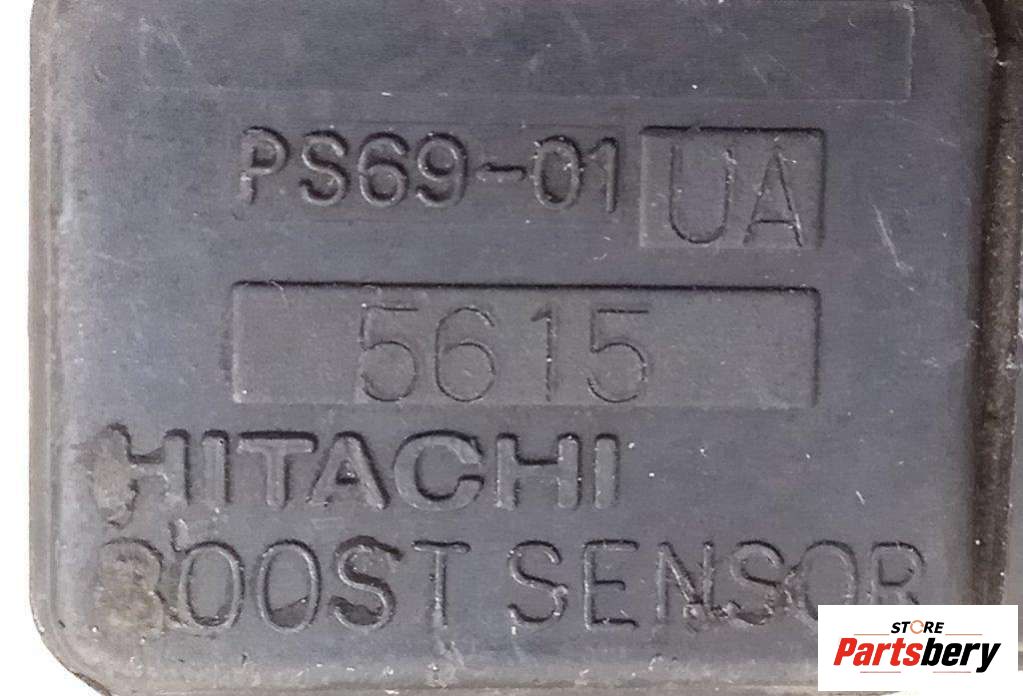 PS69-01 UA
5615
HITACHI
BOOST SENSOR
STORE
Partsbery